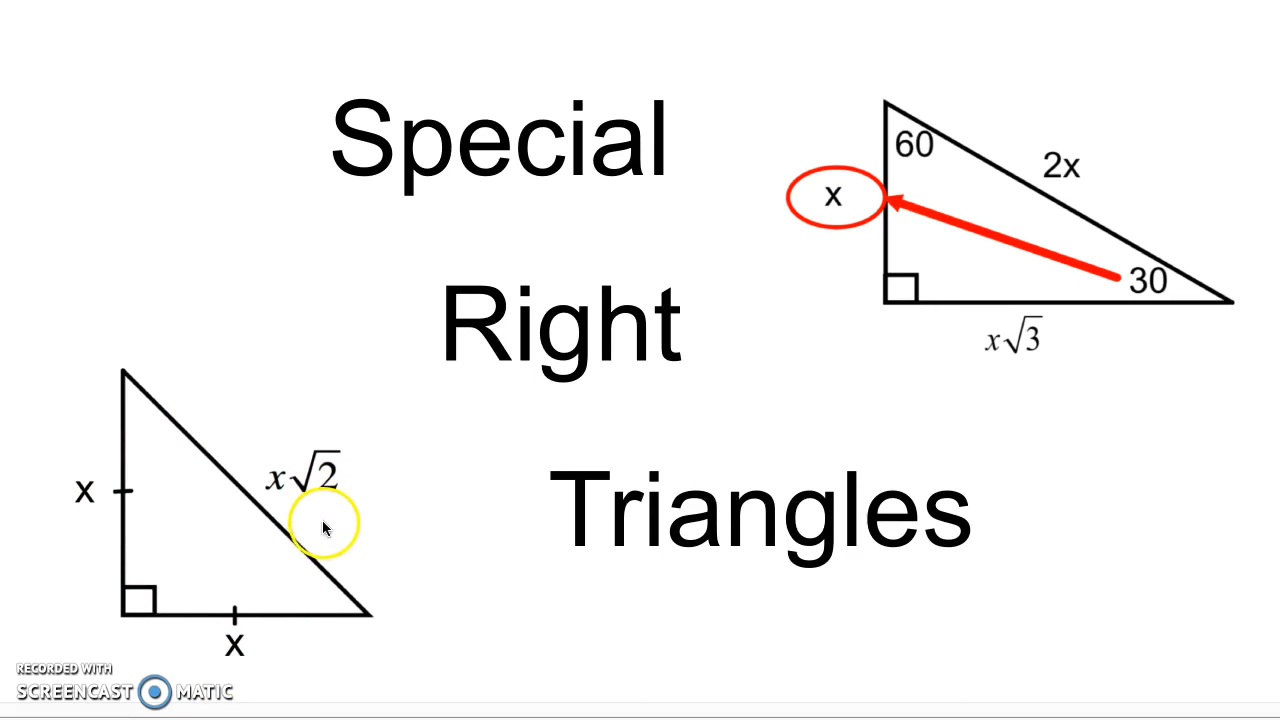 Special
60
2x
x
30
Right
x√3
x√2
x
Triangles
x
RECORDED WITH
SCREENCAST MATIC